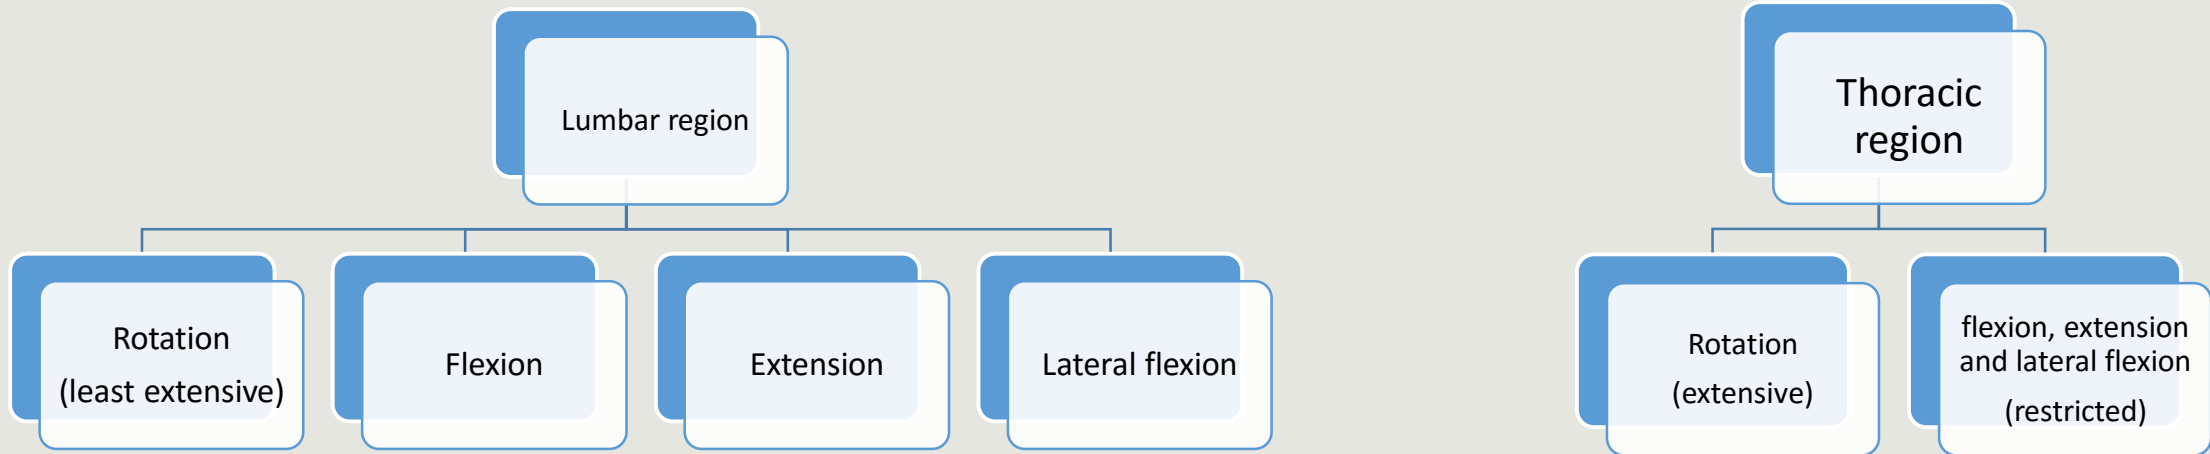 Lumbar region
Rotation
(least extensive)
Flexion
Extension
Lateral flexion
Thoracic
region
Rotation
(extensive)
flexion, extension
and lateral flexion
(restricted)